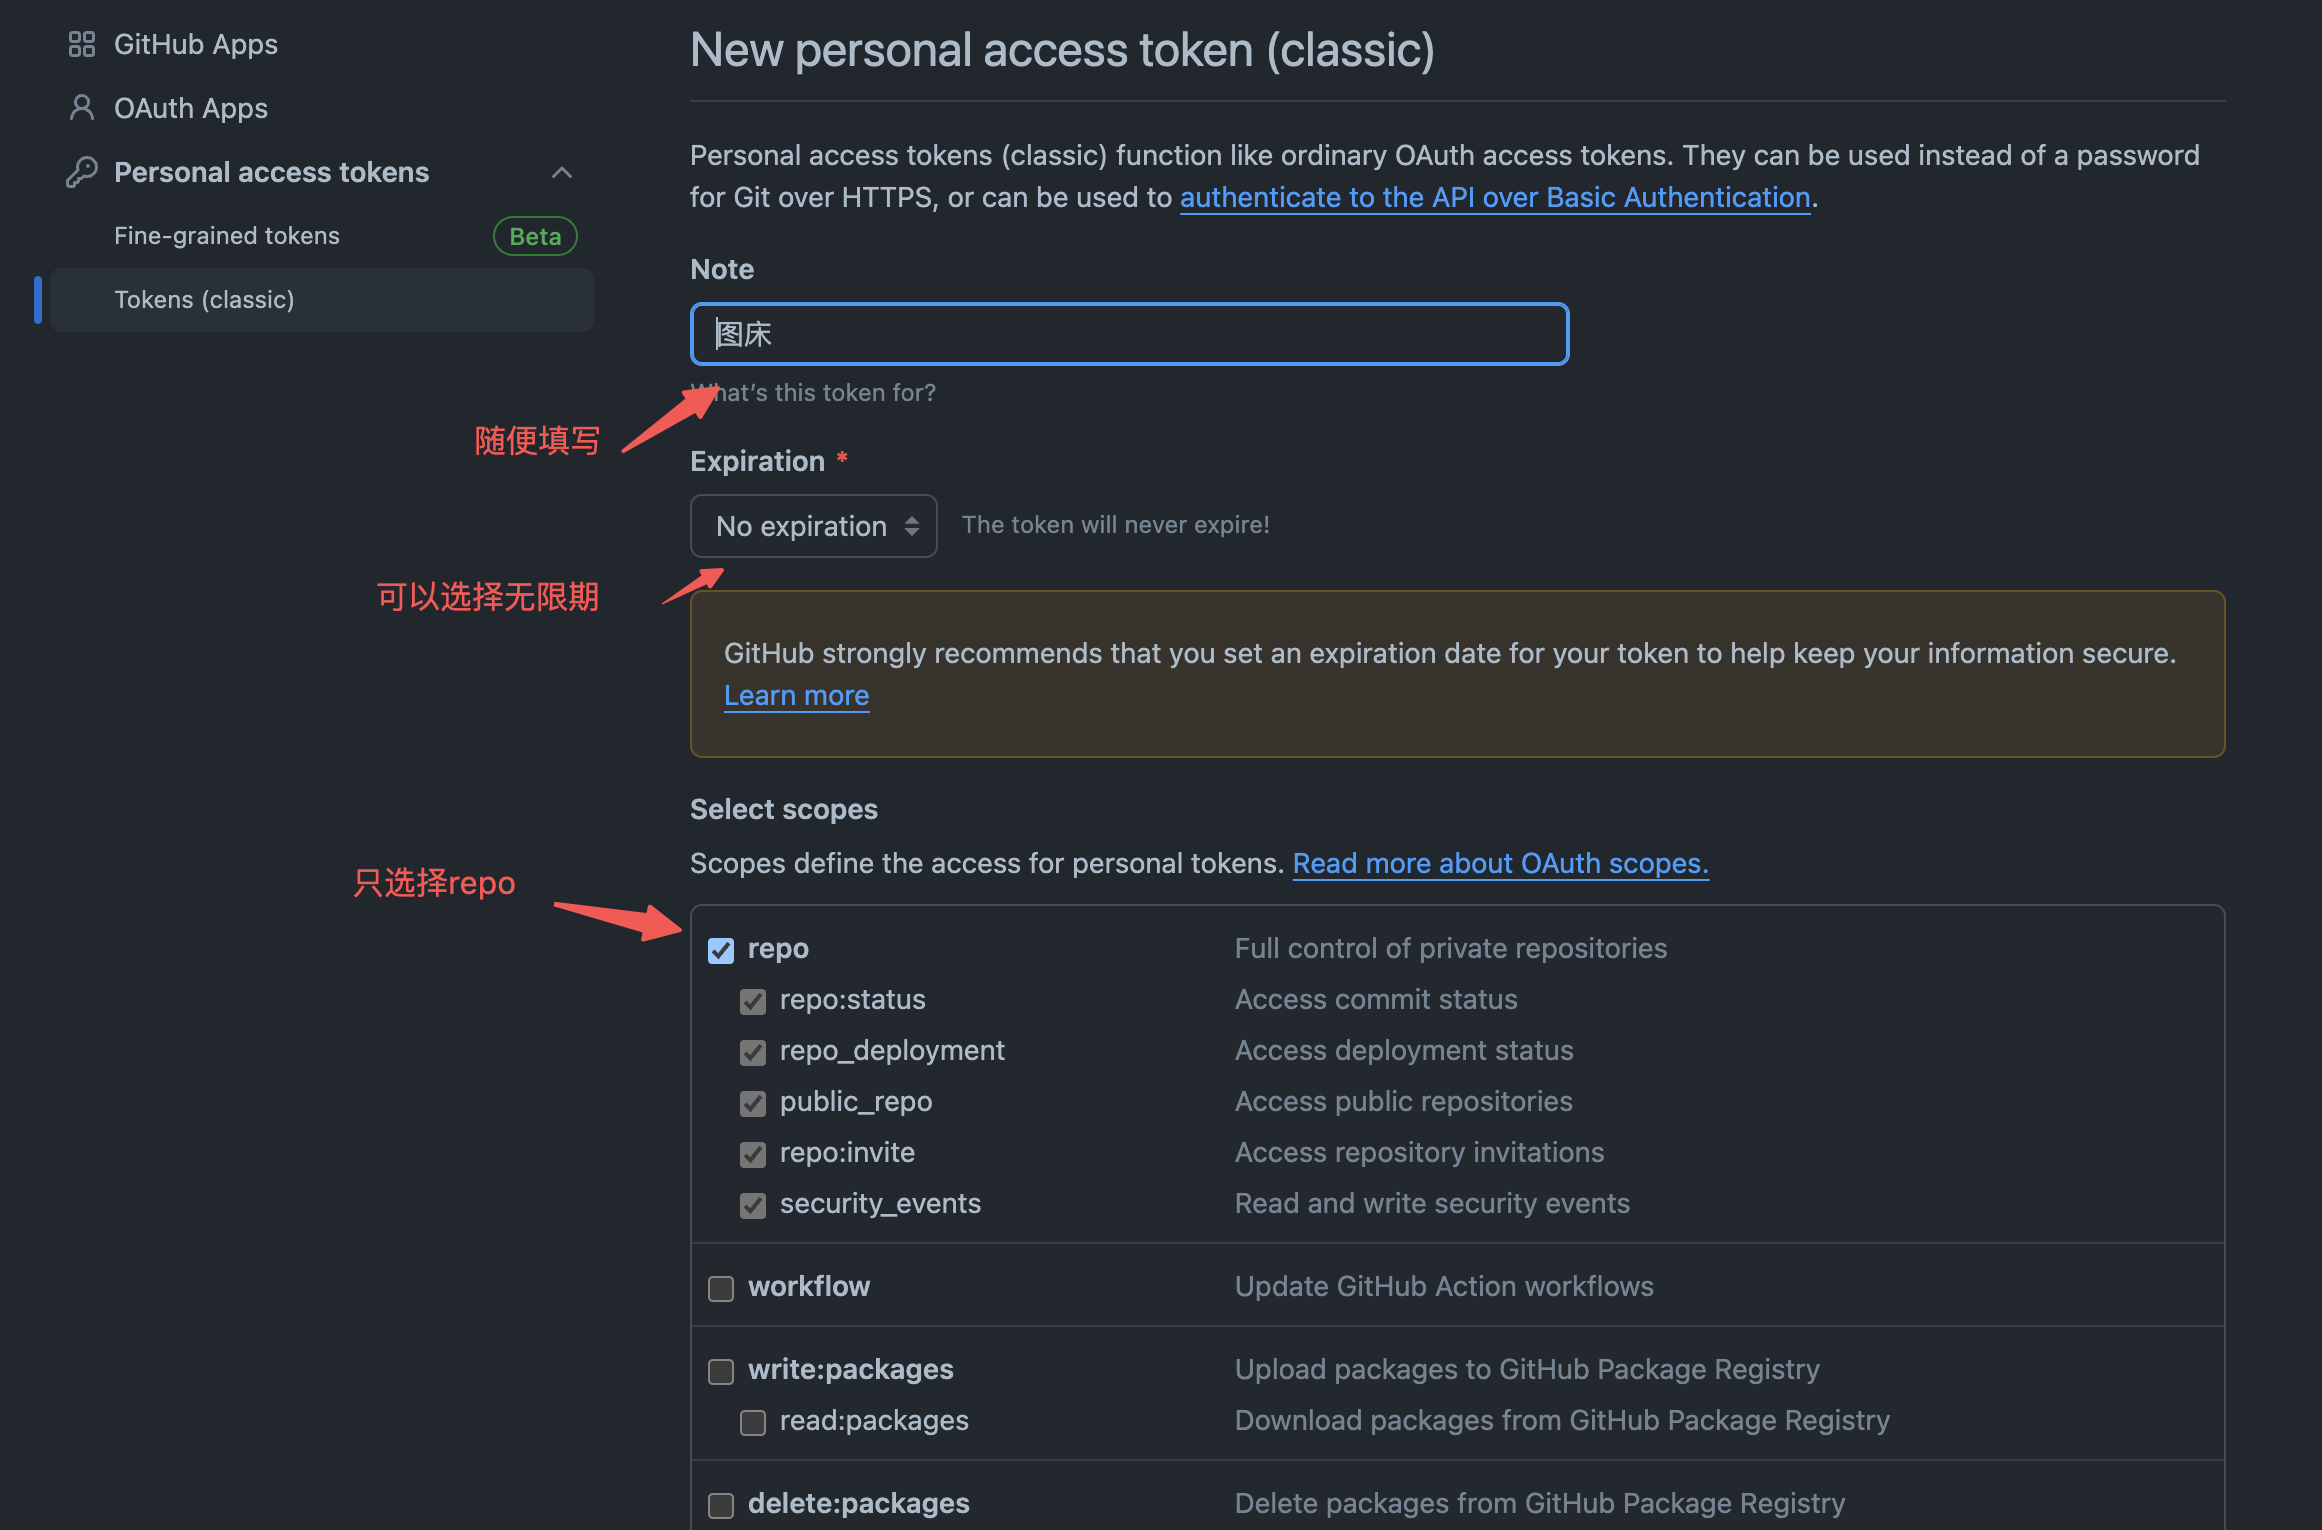 GitHub Apps
OAuth Apps
Personal access tokens
Fine-grained tokens Beta
Tokens (classic)
New personal access token (classic)
Personal access tokens (classic) function like ordinary OAuth access tokens. They can be used instead of a password
for Git over HTTPS, or can be used to authenticate to the API over Basic Authentication.
Note
图床
What's this token for?
随便填写
Expiration *
No expiration The token will never expire!
可以选择无限期
GitHub strongly recommends that you set an expiration date for your token to help keep your information secure.
Learn more
Select scopes
Scopes define the access for personal tokens. Read more about OAuth scopes.
只选择repo
repo Full control of private repositories
repo:status Access commit status
repo_deployment Access deployment status
public_repo Access public repositories
repo:invite Access repository invitations
security_events Read and write security events
workflow Update GitHub Action workflows
write:packages Upload packages to GitHub Package Registry
read:packages Download packages from GitHub Package Registry
delete:packages Delete packages from GitHub Package Registry